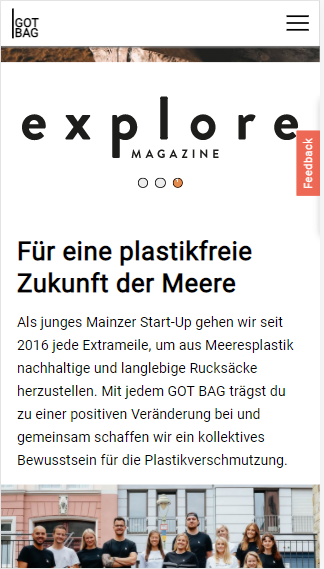 GOT
BAG
explore
MAGAZINE
Feedback
Für eine plastikfreie
Zukunft der Meere
Als junges Mainzer Start-Up gehen wir seit
2016 jede Extrameile, um aus Meeresplastik
nachhaltige und langlebige Rucksäcke
herzustellen. Mit jedem GOT BAG trägst du
zu einer positiven Veränderung bei und
gemeinsam schaffen wir ein kollektives
Bewusstsein für die Plastikverschmutzung.